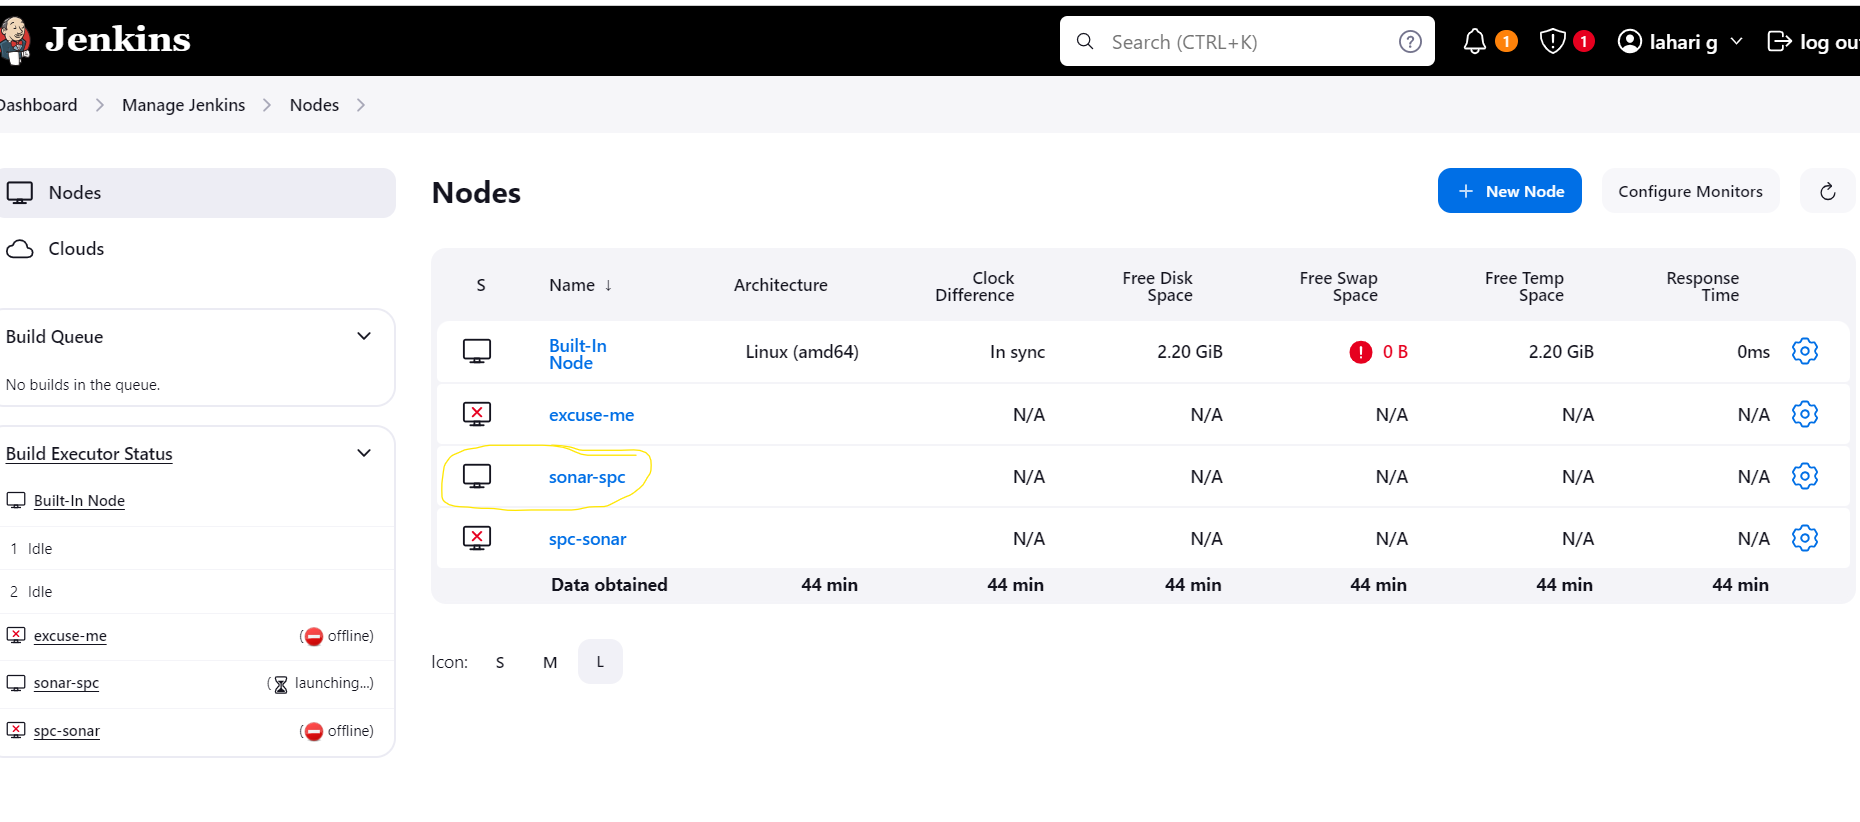 Jenkins
Search (CTRL+K)
1
1
lahari g
log out
Dashboard
Manage Jenkins
Nodes
Nodes
Clouds
Build Queue
No builds in the queue.
Build Executor Status
Built-In Node
1 Idle
2 Idle
excuse-me (offline)
sonar-spc (launching...)
spc-sonar (offline)
Nodes
+ New Node
Configure Monitors
S Name ↓ Architecture Clock Difference Free Disk Space Free Swap Space Free Temp Space Response Time
Built-In Node Linux (amd64) In sync 2.20 GiB 0 B 2.20 GiB 0ms
excuse-me N/A N/A N/A N/A N/A
sonar-spc N/A N/A N/A N/A N/A
spc-sonar N/A N/A N/A N/A N/A
Data obtained 44 min 44 min 44 min 44 min 44 min 44 min
Icon: S M L